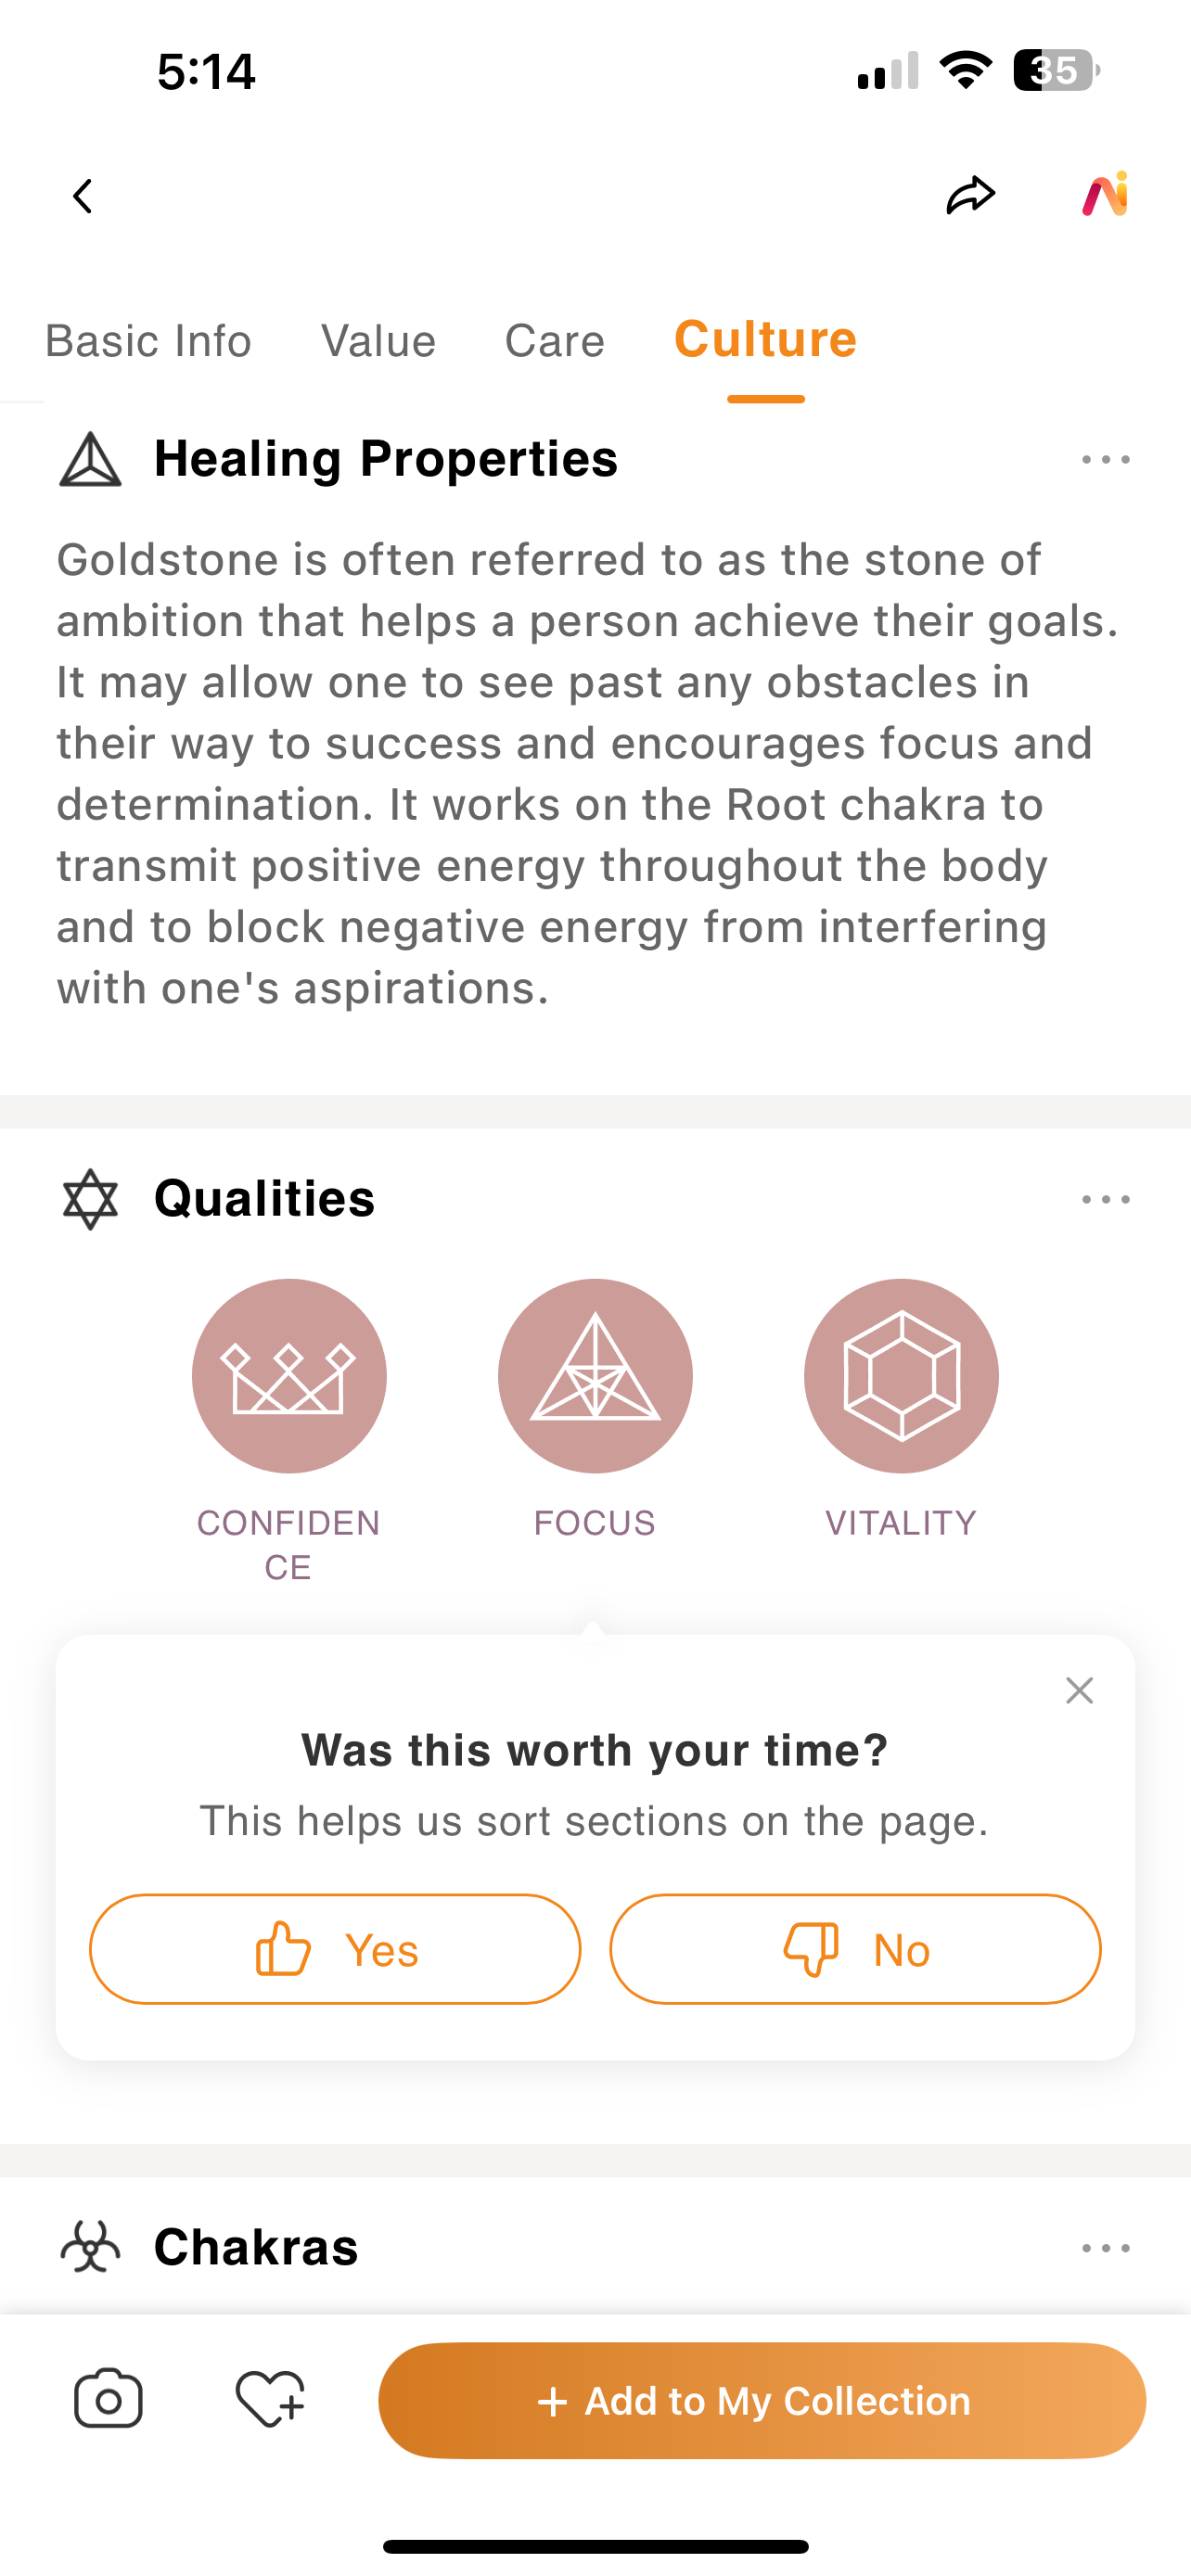 5:14
35
Basic Info Value Care Culture
Healing Properties
Goldstone is often referred to as the stone of
ambition that helps a person achieve their goals.
It may allow one to see past any obstacles in
their way to success and encourages focus and
determination. It works on the Root chakra to
transmit positive energy throughout the body
and to block negative energy from interfering
with one's aspirations.
Qualities
CONFIDEN
CE
FOCUS
VITALITY
Was this worth your time?
This helps us sort sections on the page.
Yes
No
Chakras
+ Add to My Collection